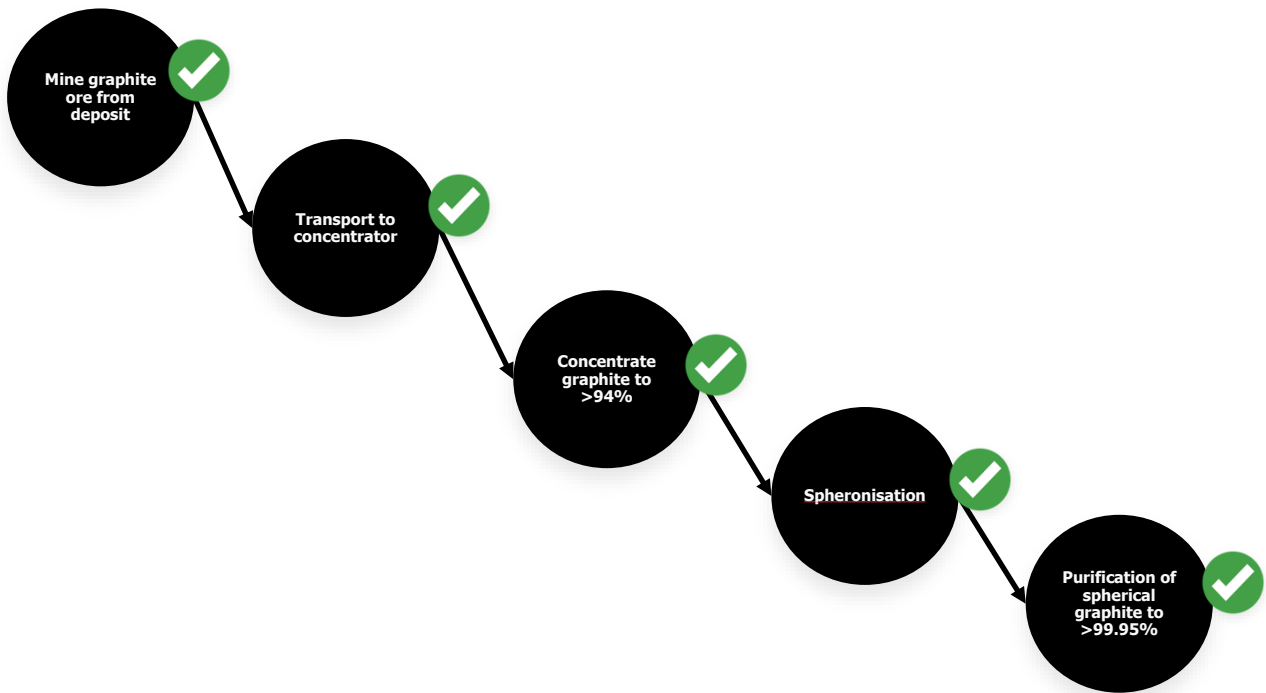 Mine graphite
ore from
deposit
Transport to
concentrator
Concentrate
graphite to
>94%
Spheronisation
Purification of
spherical
graphite to
>99.95%